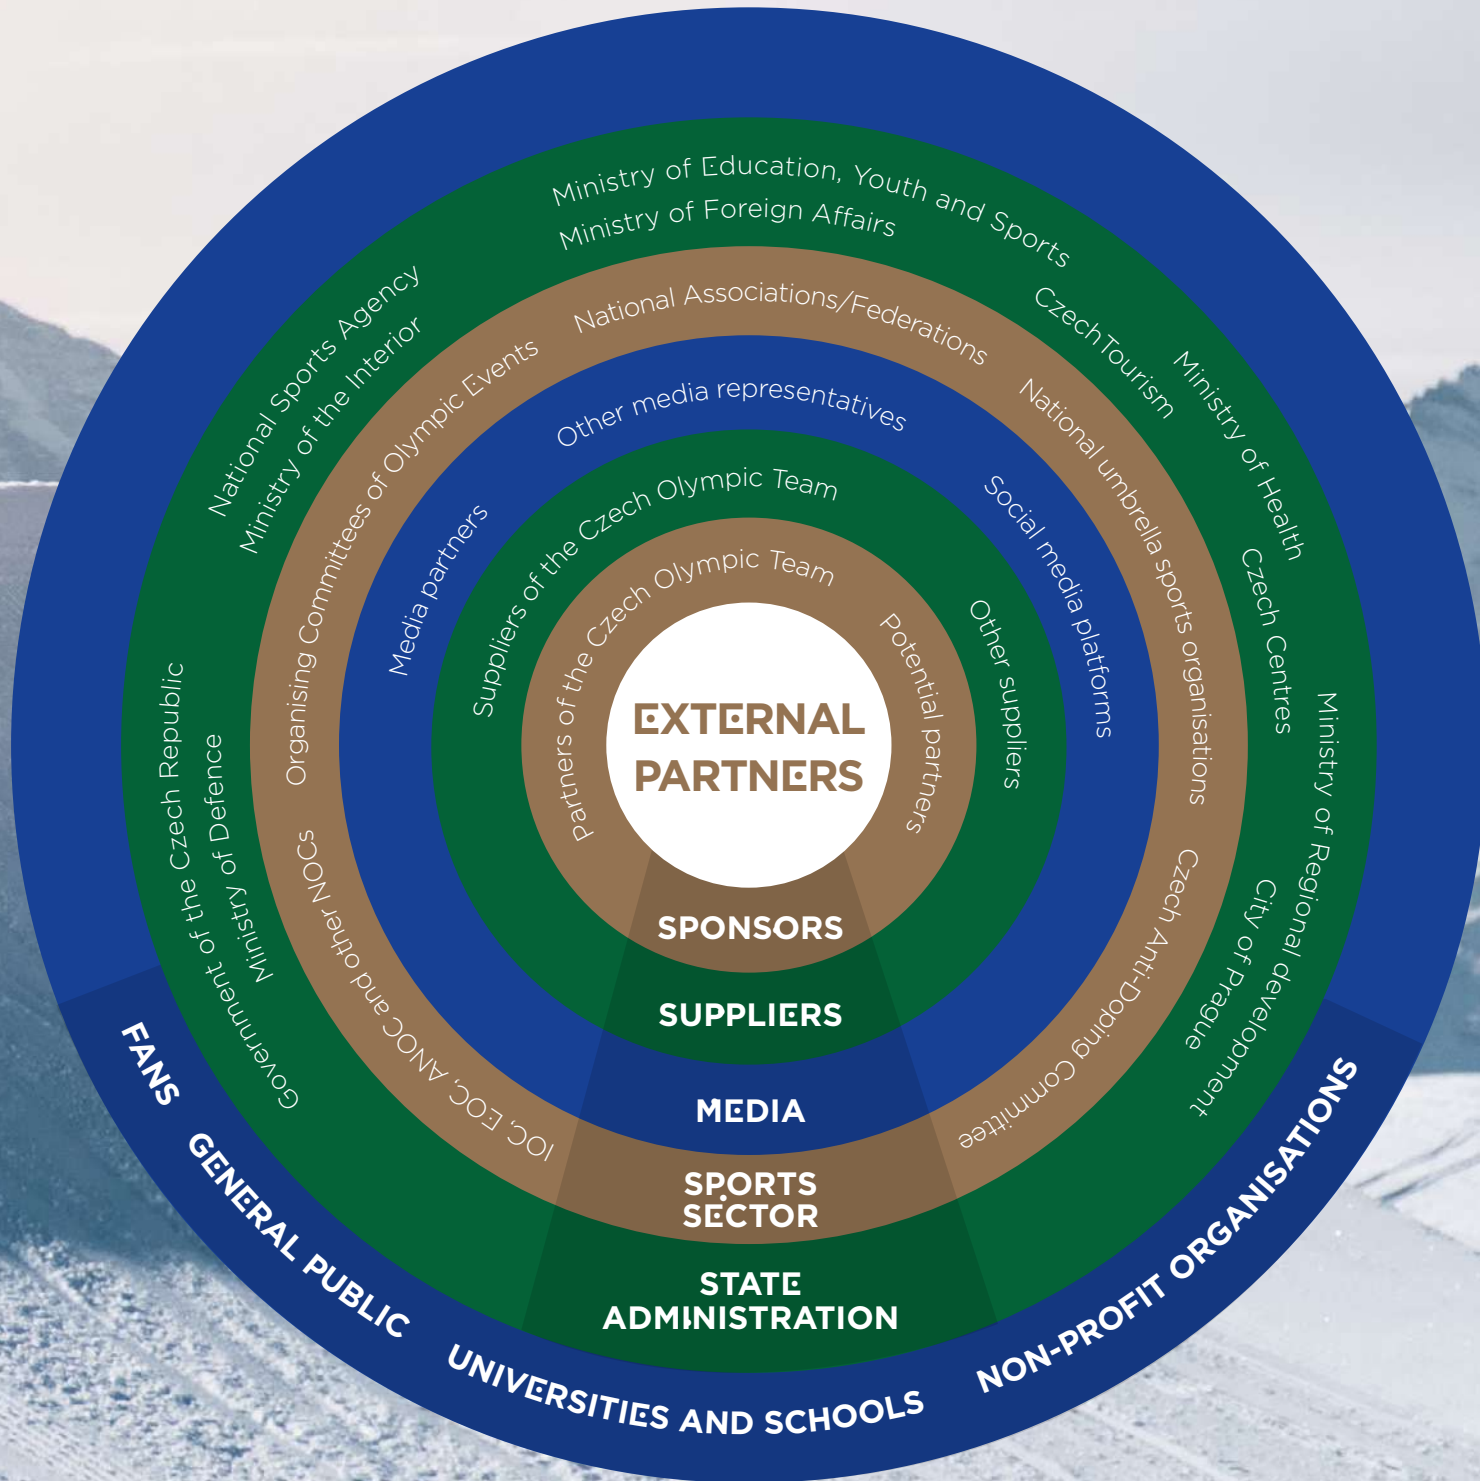 EXTERNAL
PARTNERS
Partners of the Czech Olympic Team
Potential partners
SPONSORS
Suppliers of the Czech Olympic Team
Other suppliers
SUPPLIERS
Media partners
Other media representatives
Social media platforms
MEDIA
IOC, EOC, ANOC and other NOCs
Organising Committees of Olympic Events
National Associations/Federations
National umbrella sports organisations
Czech Anti-Doping Committee
SPORTS
SECTOR
Government of the Czech Republic
Ministry of Defence
National Sports Agency
Ministry of the Interior
Ministry of Education, Youth and Sports
Ministry of Foreign Affairs
CzechTourism
Ministry of Health
Czech Centres
Ministry of Regional development
City of Prague
STATE
ADMINISTRATION
FANS
GENERAL PUBLIC
UNIVERSITIES AND SCHOOLS
NON-PROFIT ORGANISATIONS